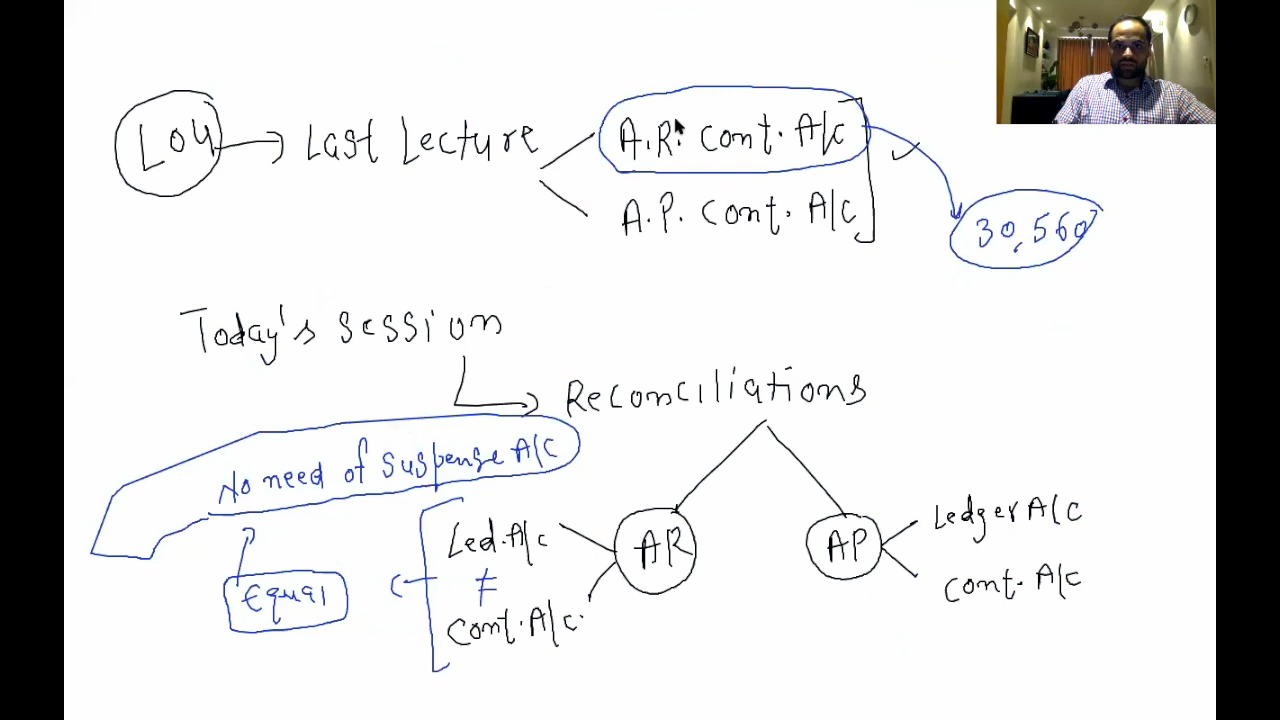 L04 → Last Lecture
A.R. Cont. A/c
A.P. Cont. A/c
30,560
Today's Session
Reconciliations
No need of Suspense A/C
Led. A/c
≠
Cont. A/c.
Equal
AR
AP
Ledger A/C
Cont. A/C